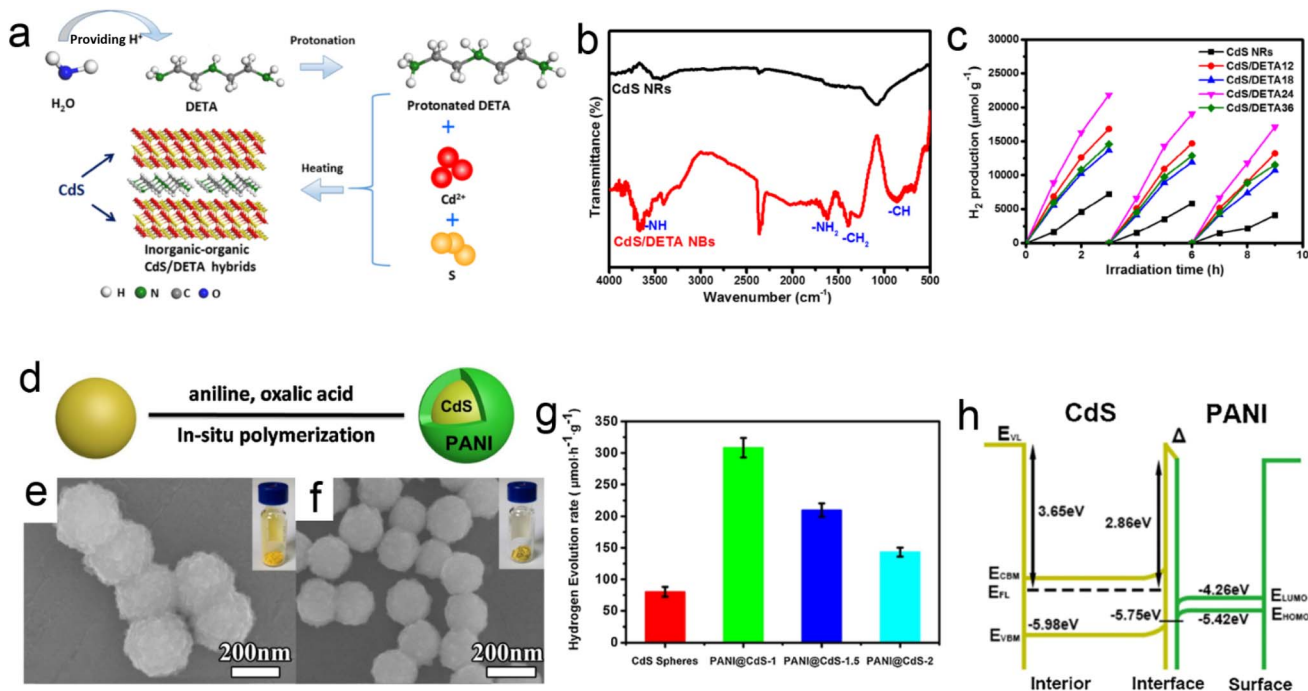 a
Providing H⁺
H₂O
DETA
Protonation
Protonated DETA
+
Cd²⁺
+
S
Heating
CdS
Inorganic-organic
CdS/DETA hybrids
H N C O
b
Transmittance (%)
CdS NRs
CdS/DETA NBs
-NH
-NH₂
-CH₂
-CH
4000 3500 3000 2500 2000 1500 1000 500
Wavenumber (cm⁻¹)
c
H₂ production (μmol g⁻¹)
30000
25000
20000
15000
10000
5000
0
CdS NRs
CdS/DETA12
CdS/DETA18
CdS/DETA24
CdS/DETA36
0 2 4 6 8 10
Irradiation time (h)
d
aniline, oxalic acid
In-situ polymerization
CdS
PANI
e
200nm
f
200nm
g
Hydrogen Evolution rate ( μmol·h⁻¹·g⁻¹)
350
300
250
200
150
100
50
0
CdS Spheres PANI@CdS-1 PANI@CdS-1.5 PANI@CdS-2
h
CdS PANI
EVL
Δ
3.65eV
2.86eV
ECBM
EFL
EVBM
-5.98eV
-5.75eV
-4.26eV
-5.42eV
ELUMO
EHOMO
Interior Interface Surface